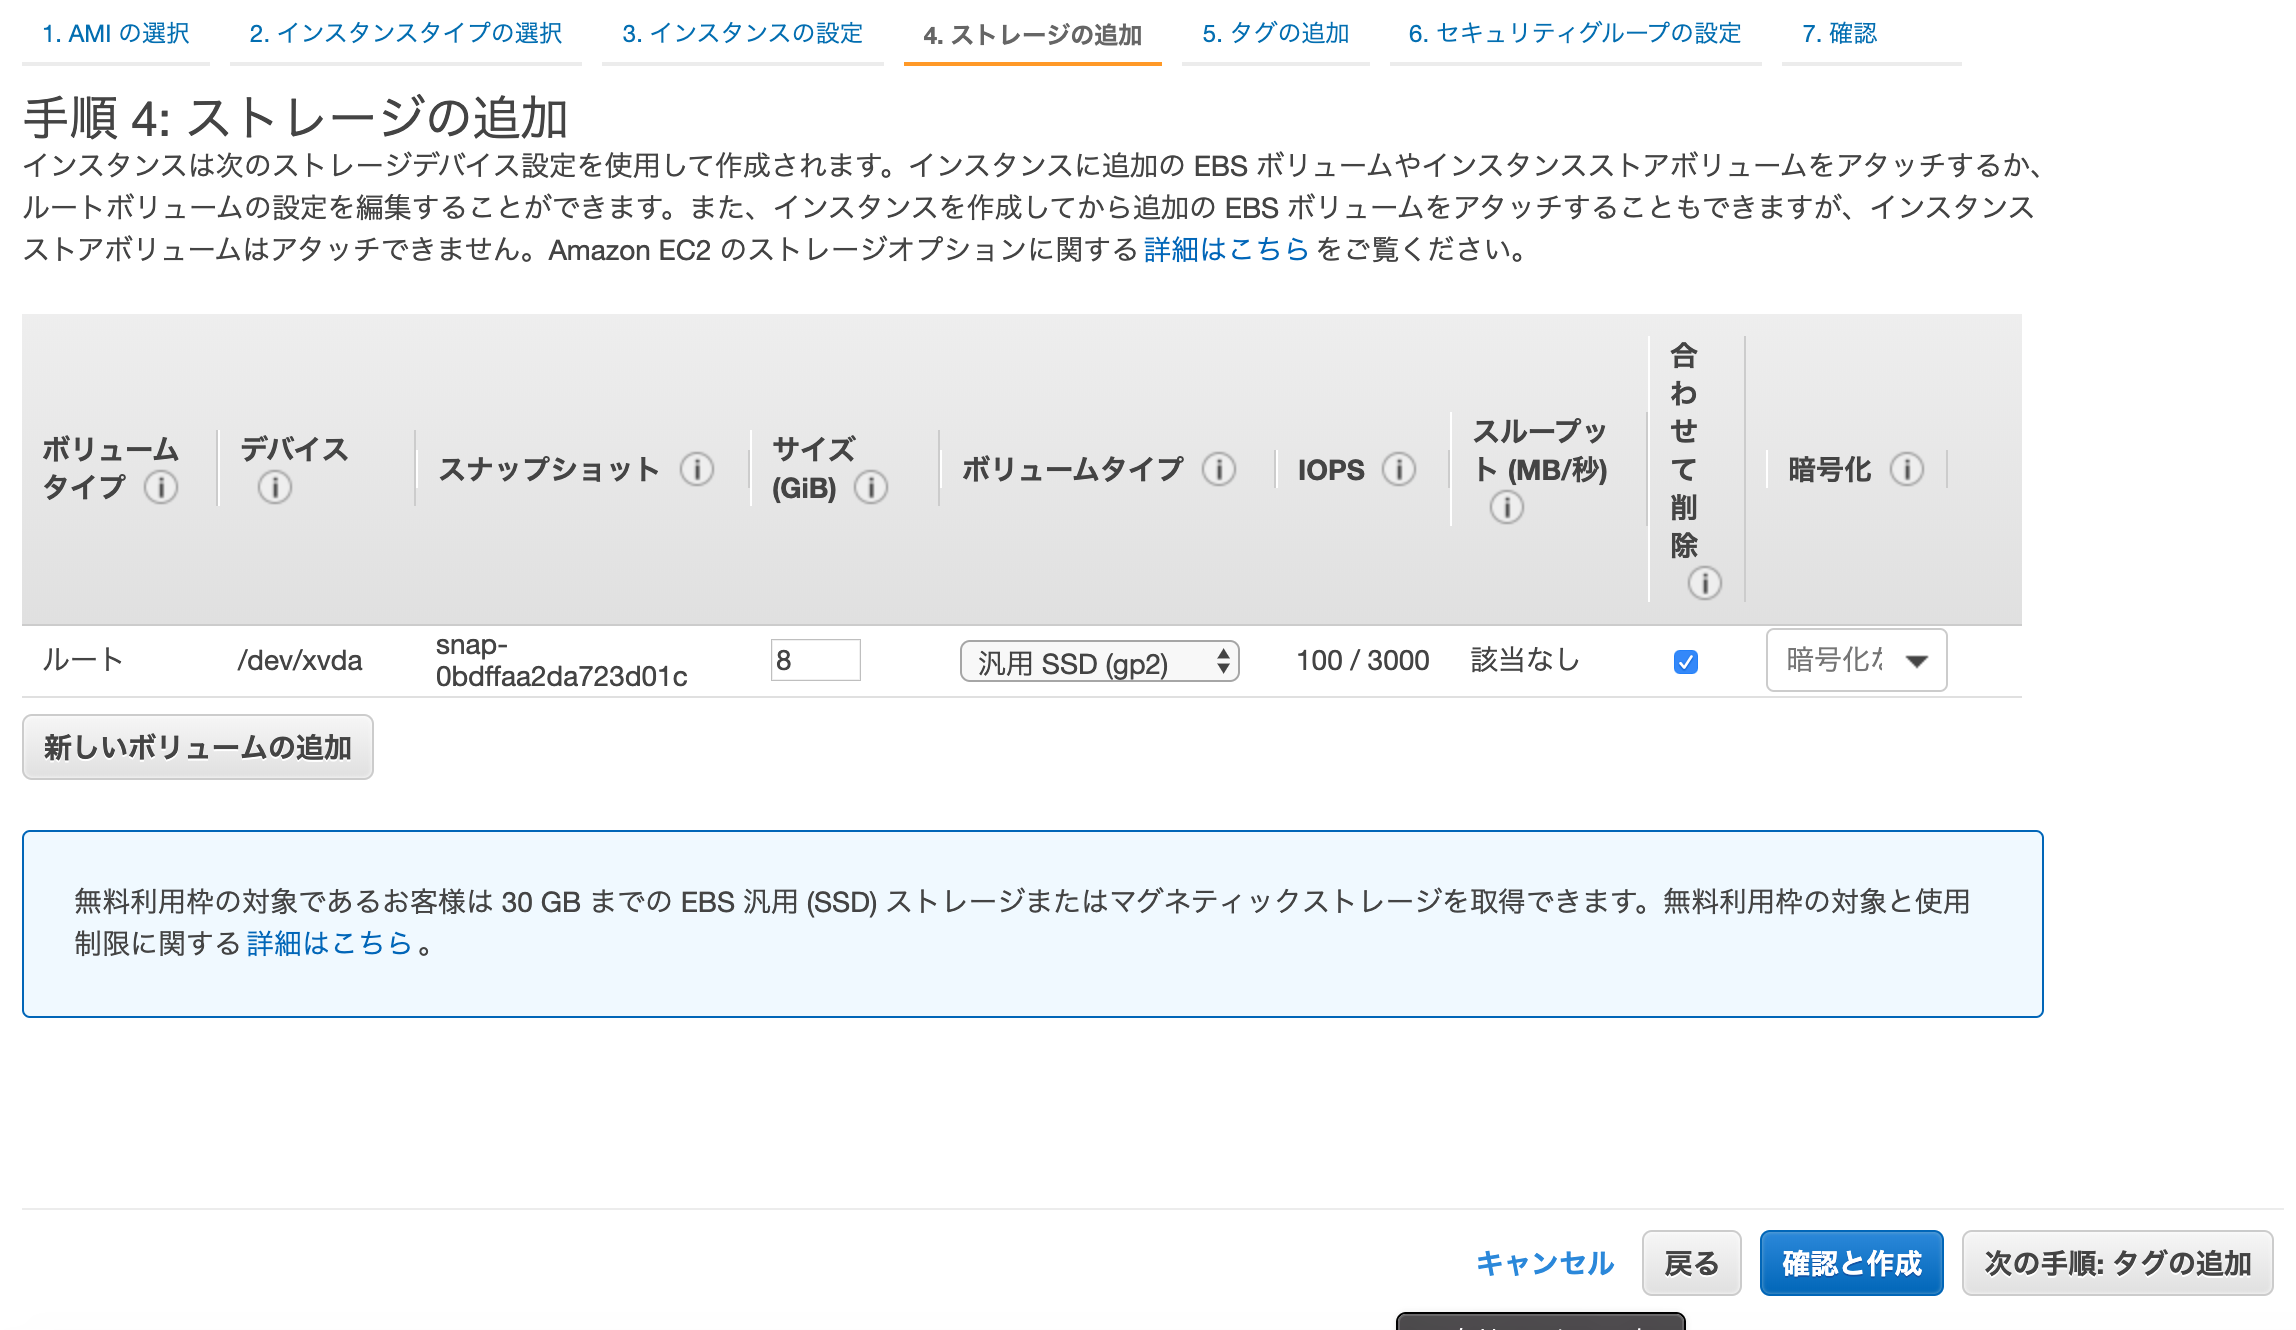 1. AMI の選択 2. インスタンスタイプの選択 3. インスタンスの設定 4. ストレージの追加 5. タグの追加 6. セキュリティグループの設定 7. 確認
手順 4: ストレージの追加
インスタンスは次のストレージデバイス設定を使用して作成されます。インスタンスに追加の EBS ボリュームやインスタンスストアボリュームをアタッチするか、
ルートボリュームの設定を編集することができます。また、インスタンスを作成してから追加の EBS ボリュームをアタッチすることもできますが、インスタンス
ストアボリュームはアタッチできません。Amazon EC2 のストレージオプションに関する 詳細はこちら をご覧ください。
ボリューム
タイプ
デバイス
スナップショット
サイズ
(GiB)
ボリュームタイプ
IOPS
スループッ
ト (MB/秒)
合
わ
せ
て
削
除
暗号化
ルート
/dev/xvda
snap-
0bdffaa2da723d01c
8
汎用 SSD (gp2)
100 / 3000
該当なし
暗号化
新しいボリュームの追加
無料利用枠の対象であるお客様は 30 GB までの EBS 汎用 (SSD) ストレージまたはマグネティックストレージを取得できます。無料利用枠の対象と使用
制限に関する 詳細はこちら 。
キャンセル 戻る 確認と作成 次の手順: タグの追加